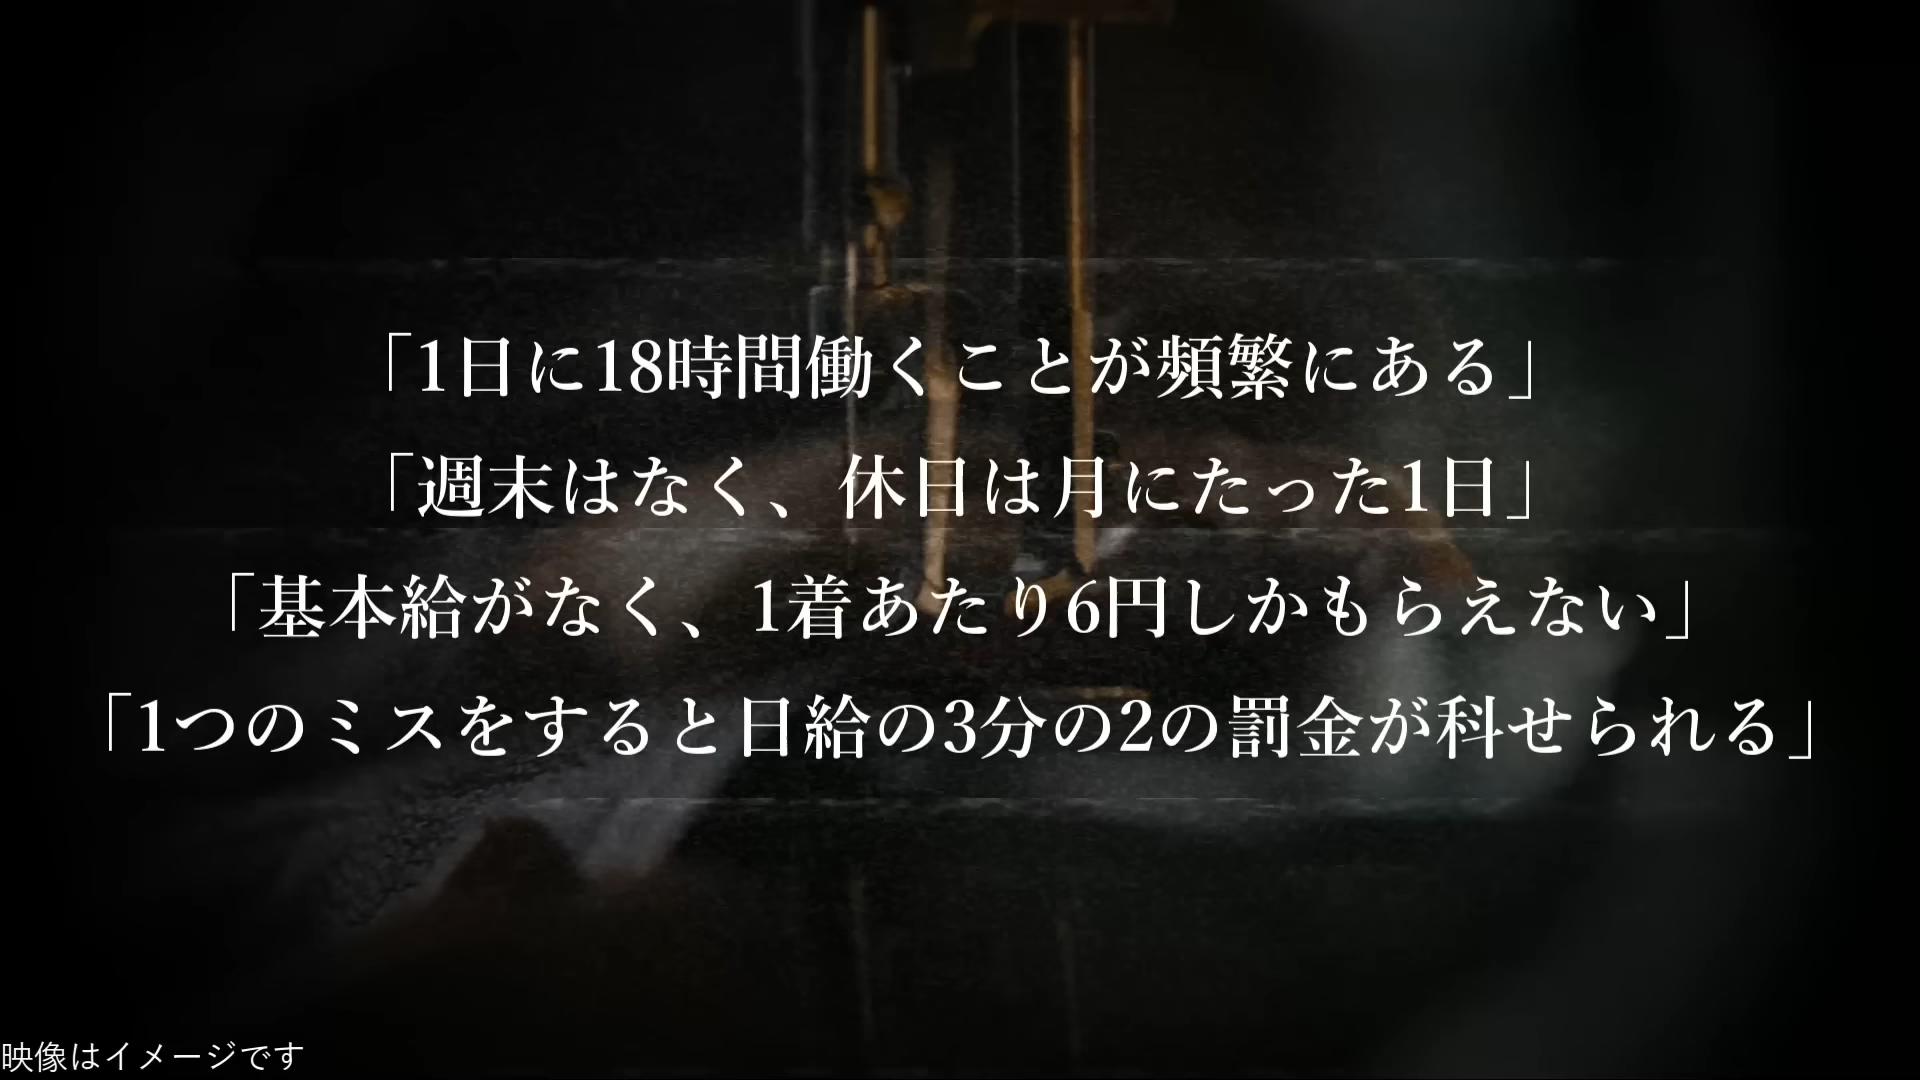 「1日に18時間働くことが頻繁にある」
「週末はなく、休日は月にたった1日」
「基本給がなく、1着あたり6円しかもらえない」
「1つのミスをすると日給の3分の2の罰金が科せられる」
映像はイメージです